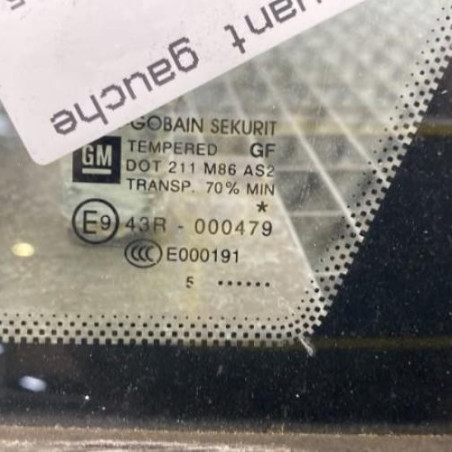 vant gauche
GOBAIN SEKURIT
GM TEMPERED GF
DOT 211 M86 AS2
TRANSP. 70% MIN
*
E9 43R - 000479
CCC E000191
5 ......